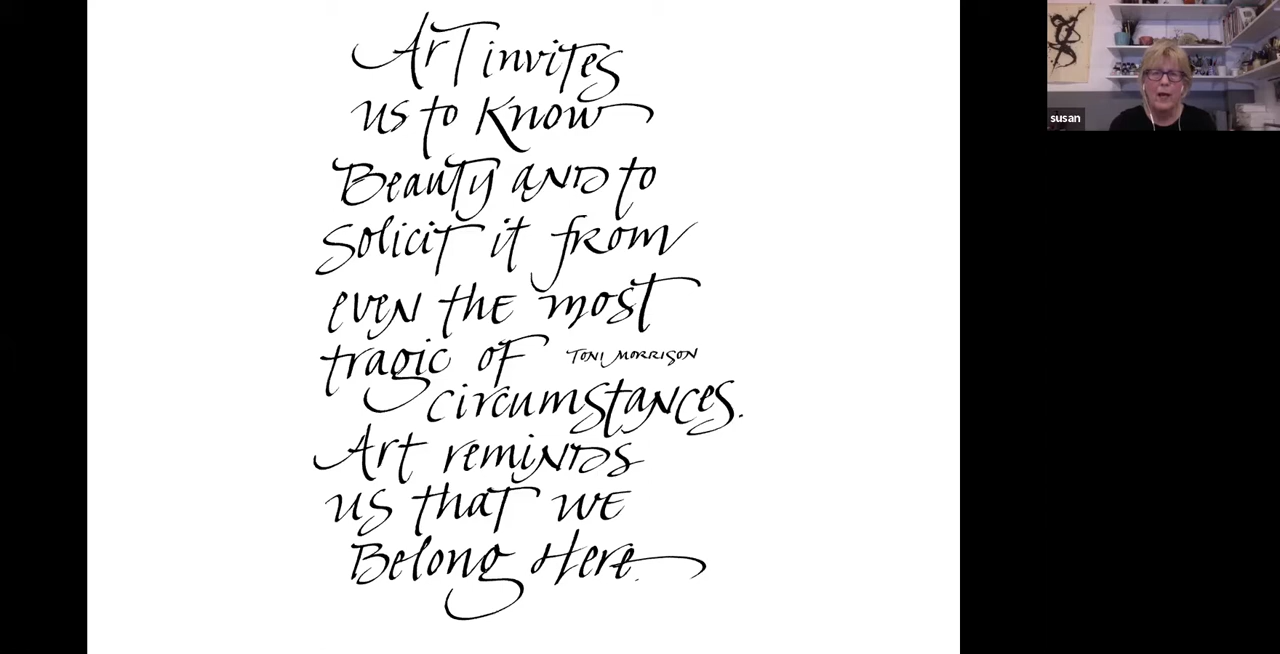 Art invites
us to Know
Beauty and to
Solicit it from
even the most
tragic of
Toni Morrison
circumstances.
Art reminds
us that we
Belong Here.
susan